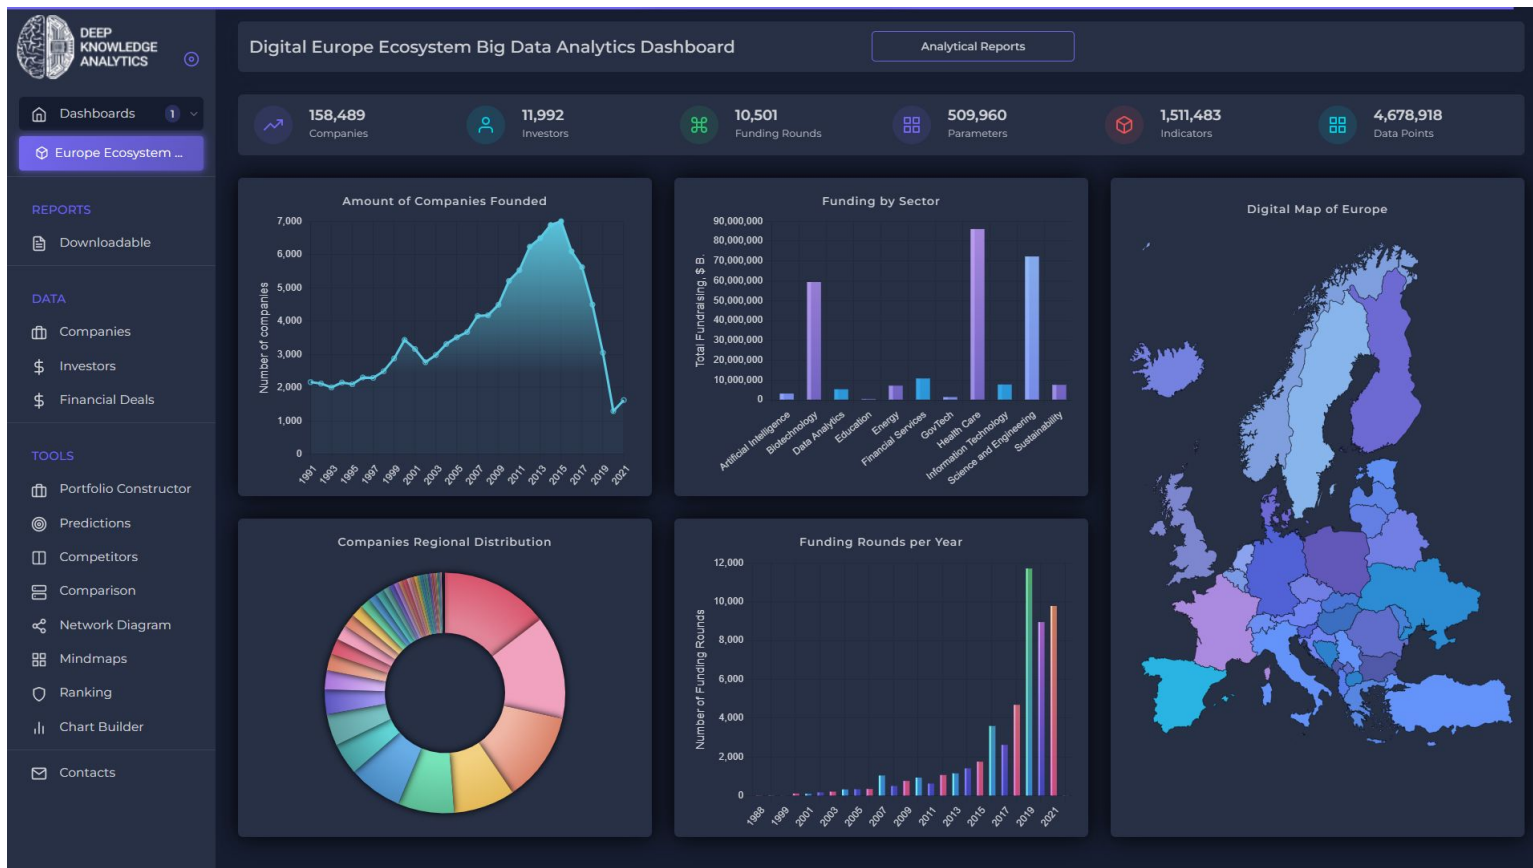 DEEP
KNOWLEDGE
ANALYTICS
Dashboards 1
Europe Ecosystem ...
REPORTS
Downloadable
DATA
Companies
Investors
Financial Deals
TOOLS
Portfolio Constructor
Predictions
Competitors
Comparison
Network Diagram
Mindmaps
Ranking
Chart Builder
Contacts
Digital Europe Ecosystem Big Data Analytics Dashboard
Analytical Reports
158,489
Companies
11,992
Investors
10,501
Funding Rounds
509,960
Parameters
1,511,483
Indicators
4,678,918
Data Points
Amount of Companies Founded
Number of companies
7,000
6,000
5,000
4,000
3,000
2,000
1,000
0
1991 1993 1995 1997 1999 2001 2003 2005 2007 2009 2011 2013 2015 2017 2019 2021
Funding by Sector
Total Fundraising, $ B.
90,000,000
80,000,000
70,000,000
60,000,000
50,000,000
40,000,000
30,000,000
20,000,000
10,000,000
0
Artificial Intelligence
Biotechnology
Data Analytics
Education
Energy
Financial Services
GovTech
Health Care
Information Technology
Science and Engineering
Sustainability
Digital Map of Europe
Companies Regional Distribution
Funding Rounds per Year
Number of Funding Rounds
12,000
10,000
8,000
6,000
4,000
2,000
0
1988 1999 2001 2003 2005 2007 2009 2011 2013 2015 2017 2019 2021